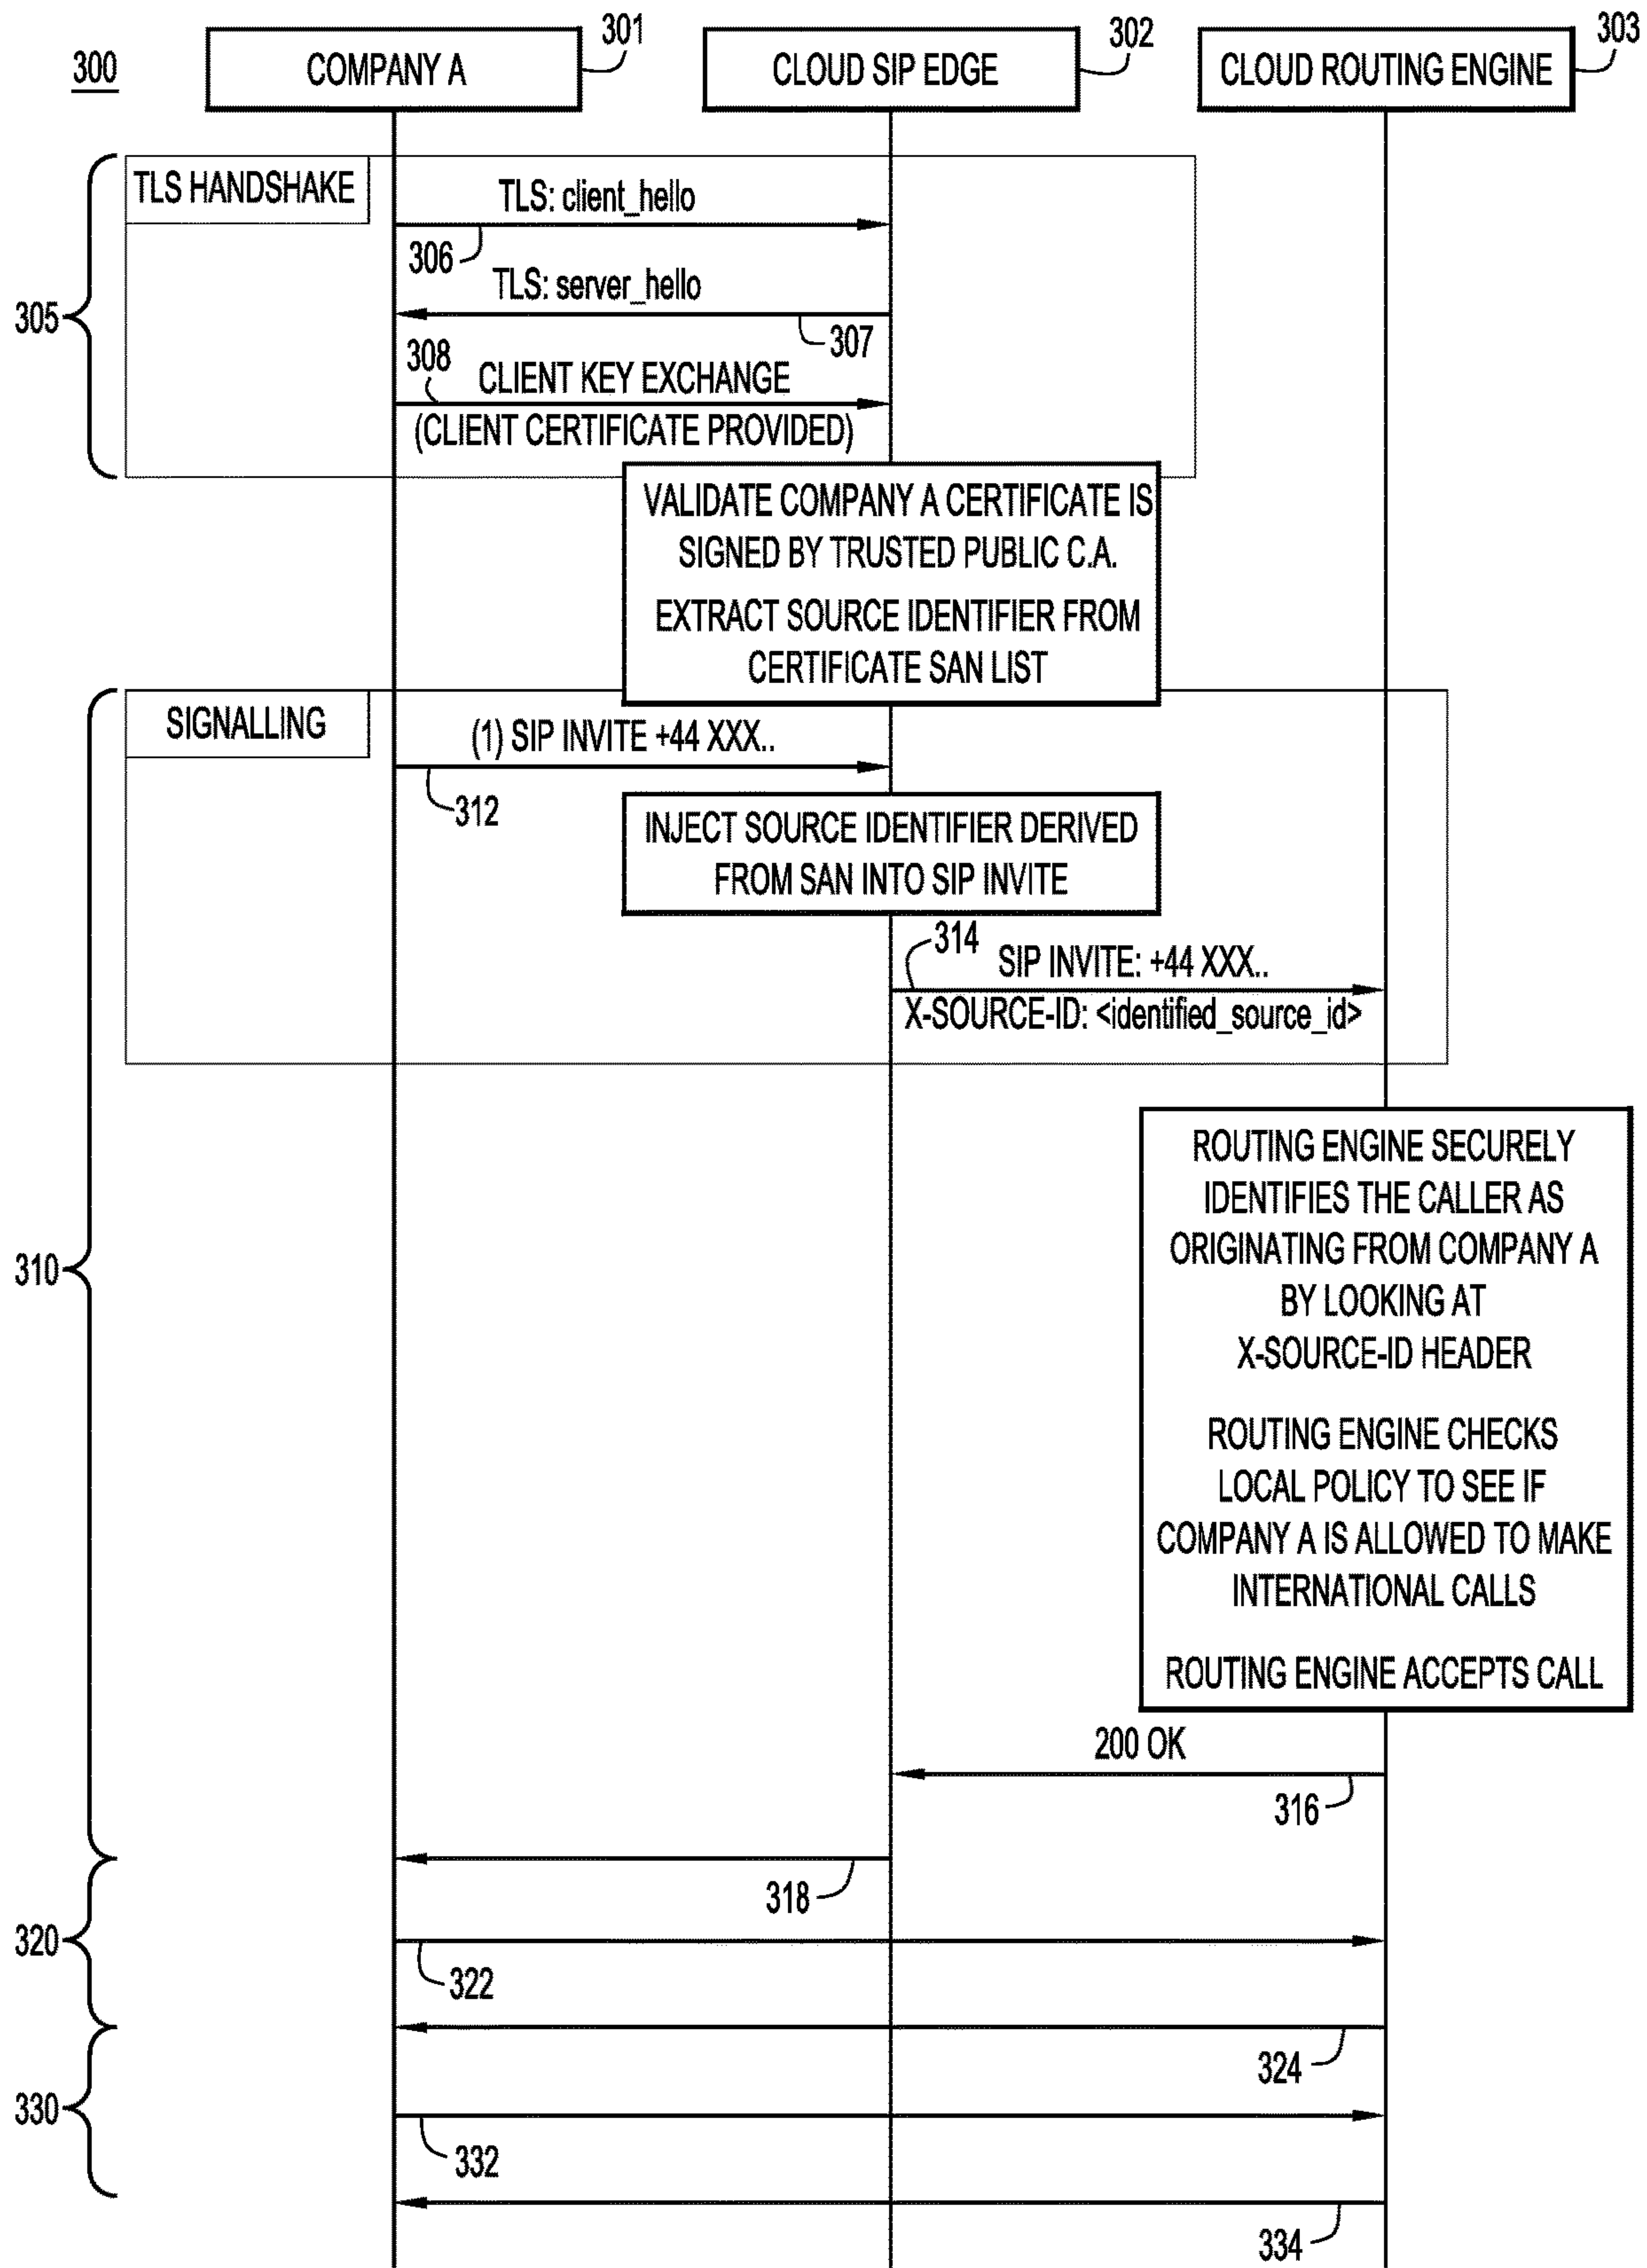 300
COMPANY A
301
CLOUD SIP EDGE
302
CLOUD ROUTING ENGINE
303
305
TLS HANDSHAKE
TLS: client_hello
306
TLS: server_hello
307
308
CLIENT KEY EXCHANGE
(CLIENT CERTIFICATE PROVIDED)
VALIDATE COMPANY A CERTIFICATE IS
SIGNED BY TRUSTED PUBLIC C.A.
EXTRACT SOURCE IDENTIFIER FROM
CERTIFICATE SAN LIST
310
SIGNALLING
(1) SIP INVITE +44 XXX..
312
INJECT SOURCE IDENTIFIER DERIVED
FROM SAN INTO SIP INVITE
314
SIP INVITE: +44 XXX..
X-SOURCE-ID: <identified_source_id>
ROUTING ENGINE SECURELY
IDENTIFIES THE CALLER AS
ORIGINATING FROM COMPANY A
BY LOOKING AT
X-SOURCE-ID HEADER
ROUTING ENGINE CHECKS
LOCAL POLICY TO SEE IF
COMPANY A IS ALLOWED TO MAKE
INTERNATIONAL CALLS
ROUTING ENGINE ACCEPTS CALL
200 OK
316
318
320
322
324
330
332
334